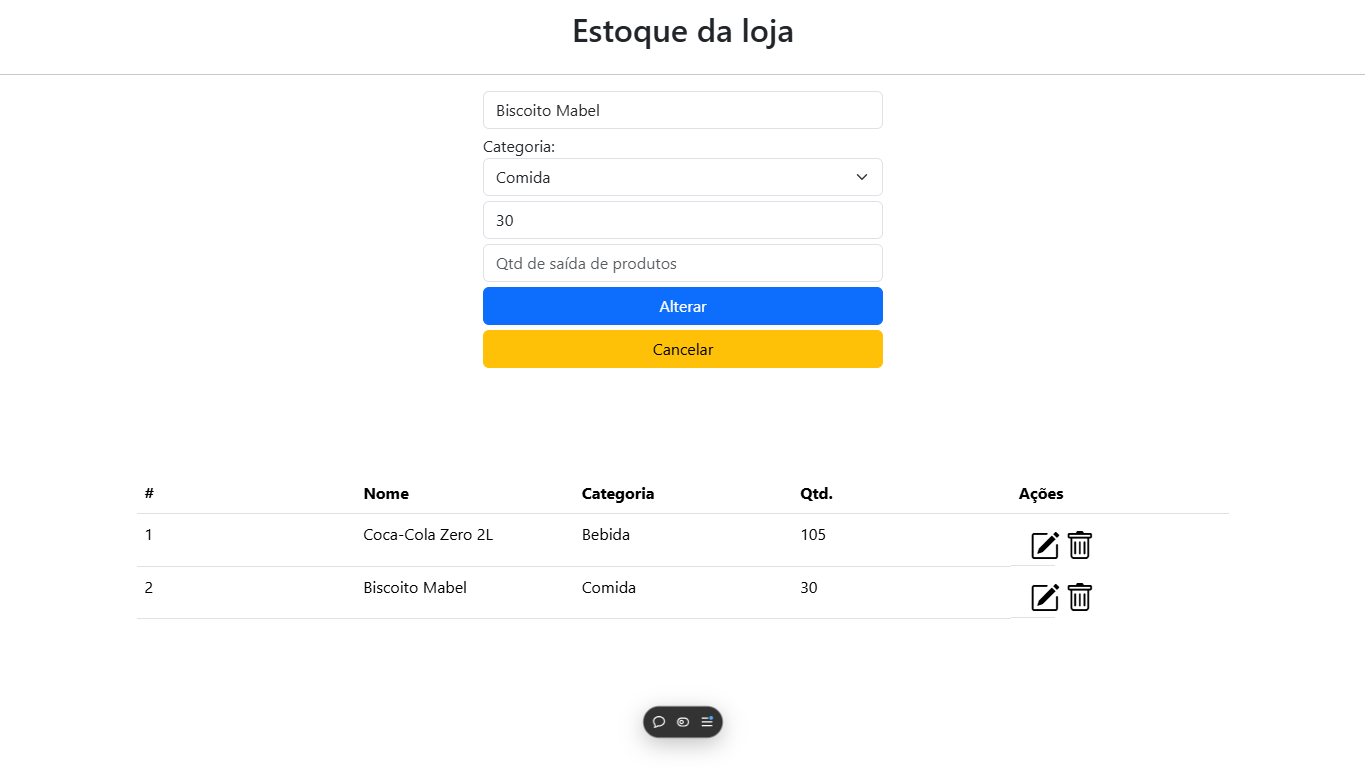 Estoque da loja
Biscoito Mabel
Categoria:
Comida
30
Qtd de saída de produtos
Alterar
Cancelar
# Nome Categoria Qtd. Ações
1 Coca-Cola Zero 2L Bebida 105
2 Biscoito Mabel Comida 30